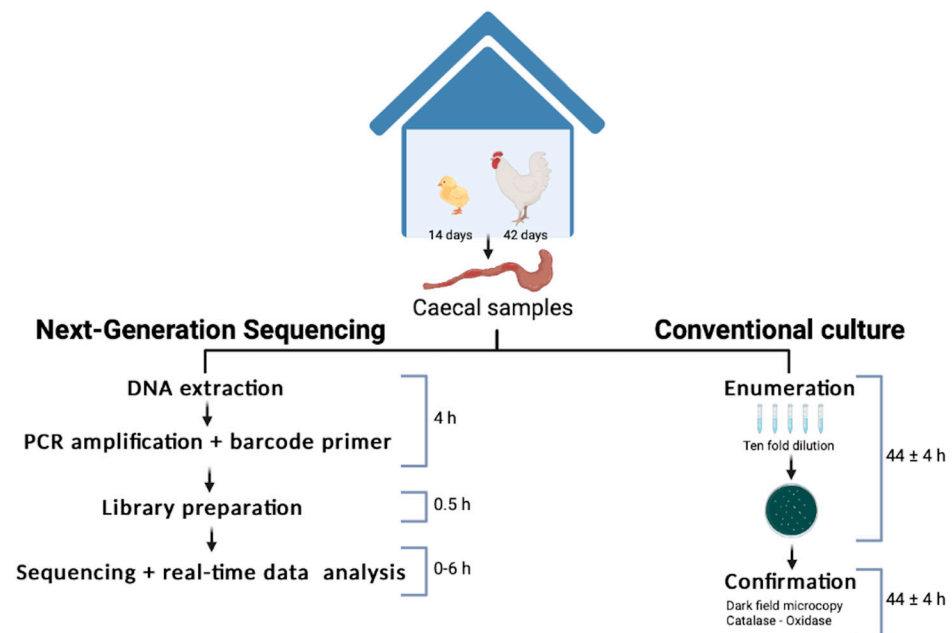 14 days
42 days
Caecal samples
Next-Generation Sequencing
Conventional culture
DNA extraction
PCR amplification + barcode primer
4 h
Library preparation
0.5 h
Sequencing + real-time data analysis
0-6 h
Enumeration
Ten fold dilution
44 ± 4 h
Confirmation
Dark field microcopy
Catalase - Oxidase
44 ± 4 h